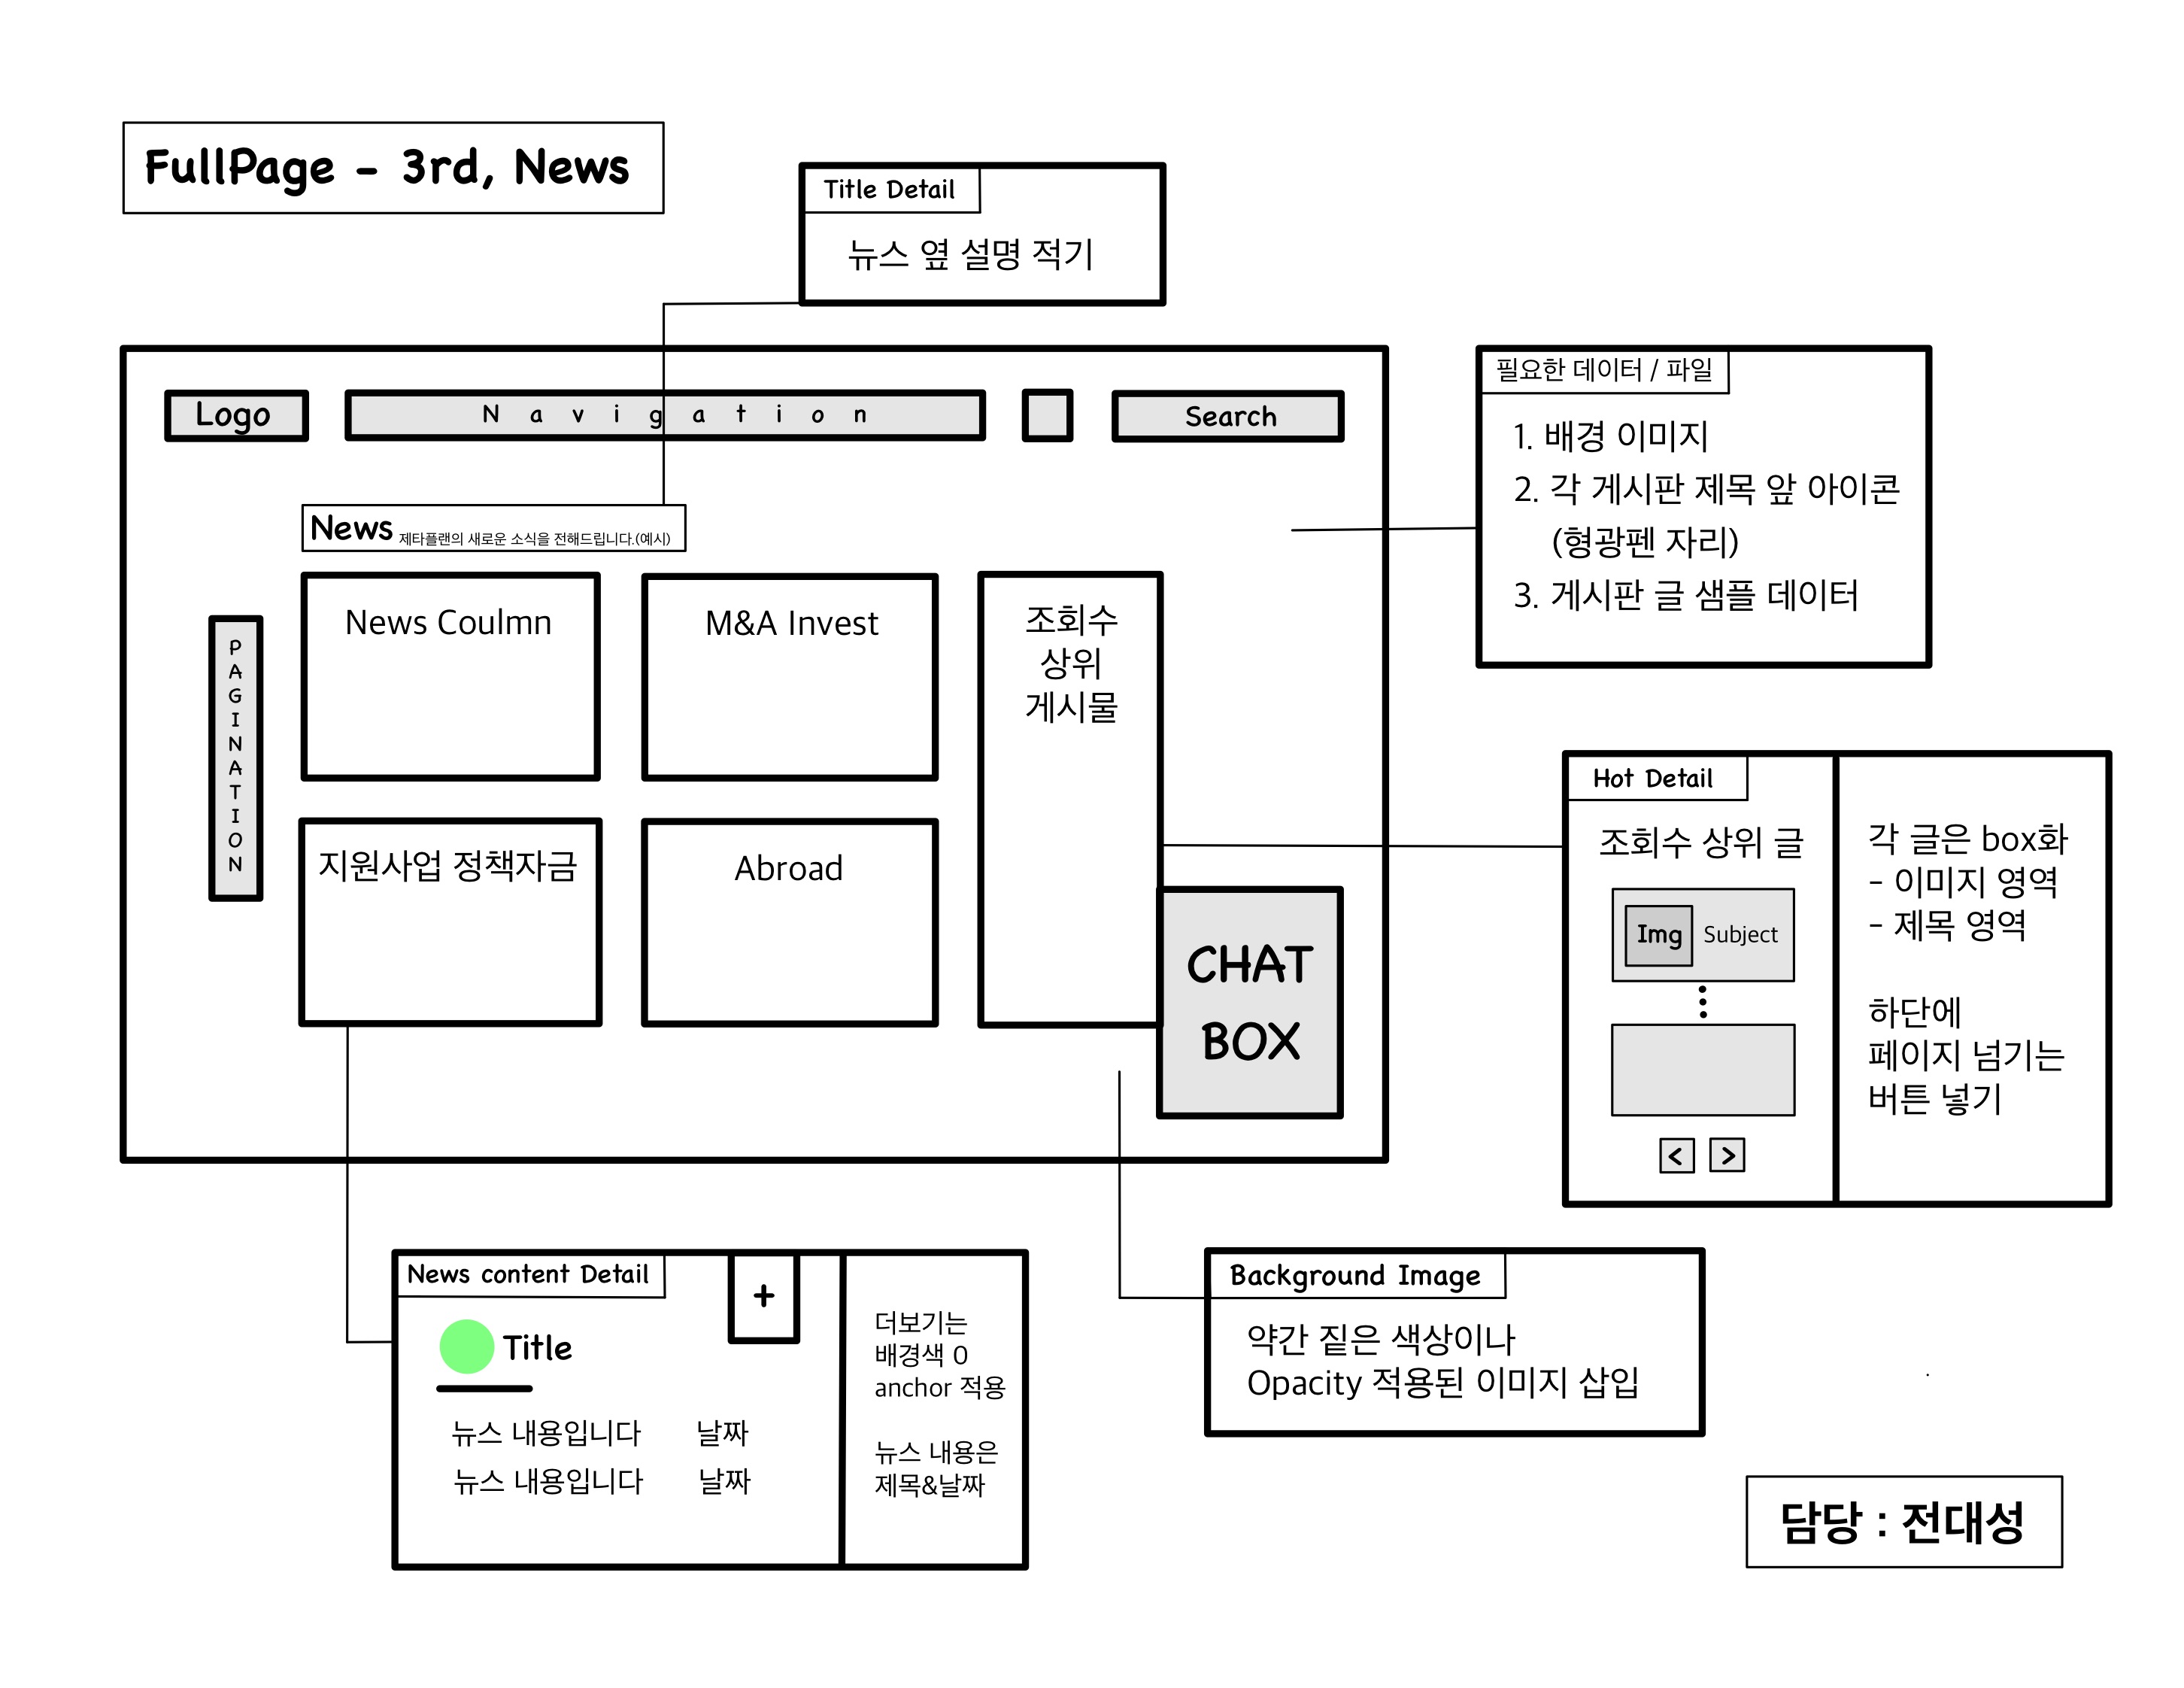 FullPage - 3rd, News
Title Detail
뉴스 옆 설명 적기
Logo
Navigation
Search
News 제타플랜의 새로운 소식을 전해드립니다.(예시)
PAGINATION
News Coulmn
M&A Invest
조회수
상위
게시물
지원사업 정책자금
Abroad
CHAT
BOX
필요한 데이터 / 파일
1. 배경 이미지
2. 각 게시판 제목 앞 아이콘
(형광펜 자리)
3. 게시판 글 샘플 데이터
Hot Detail
조회수 상위 글
Img Subject
< >
각 글은 box화
- 이미지 영역
- 제목 영역
하단에
페이지 넘기는
버튼 넣기
News content Detail
+
Title
뉴스 내용입니다 날짜
뉴스 내용입니다 날짜
더보기는
배경색 0
anchor 적용
뉴스 내용은
제목&날짜
Background Image
약간 짙은 색상이나
Opacity 적용된 이미지 삽입
담당 : 전대성